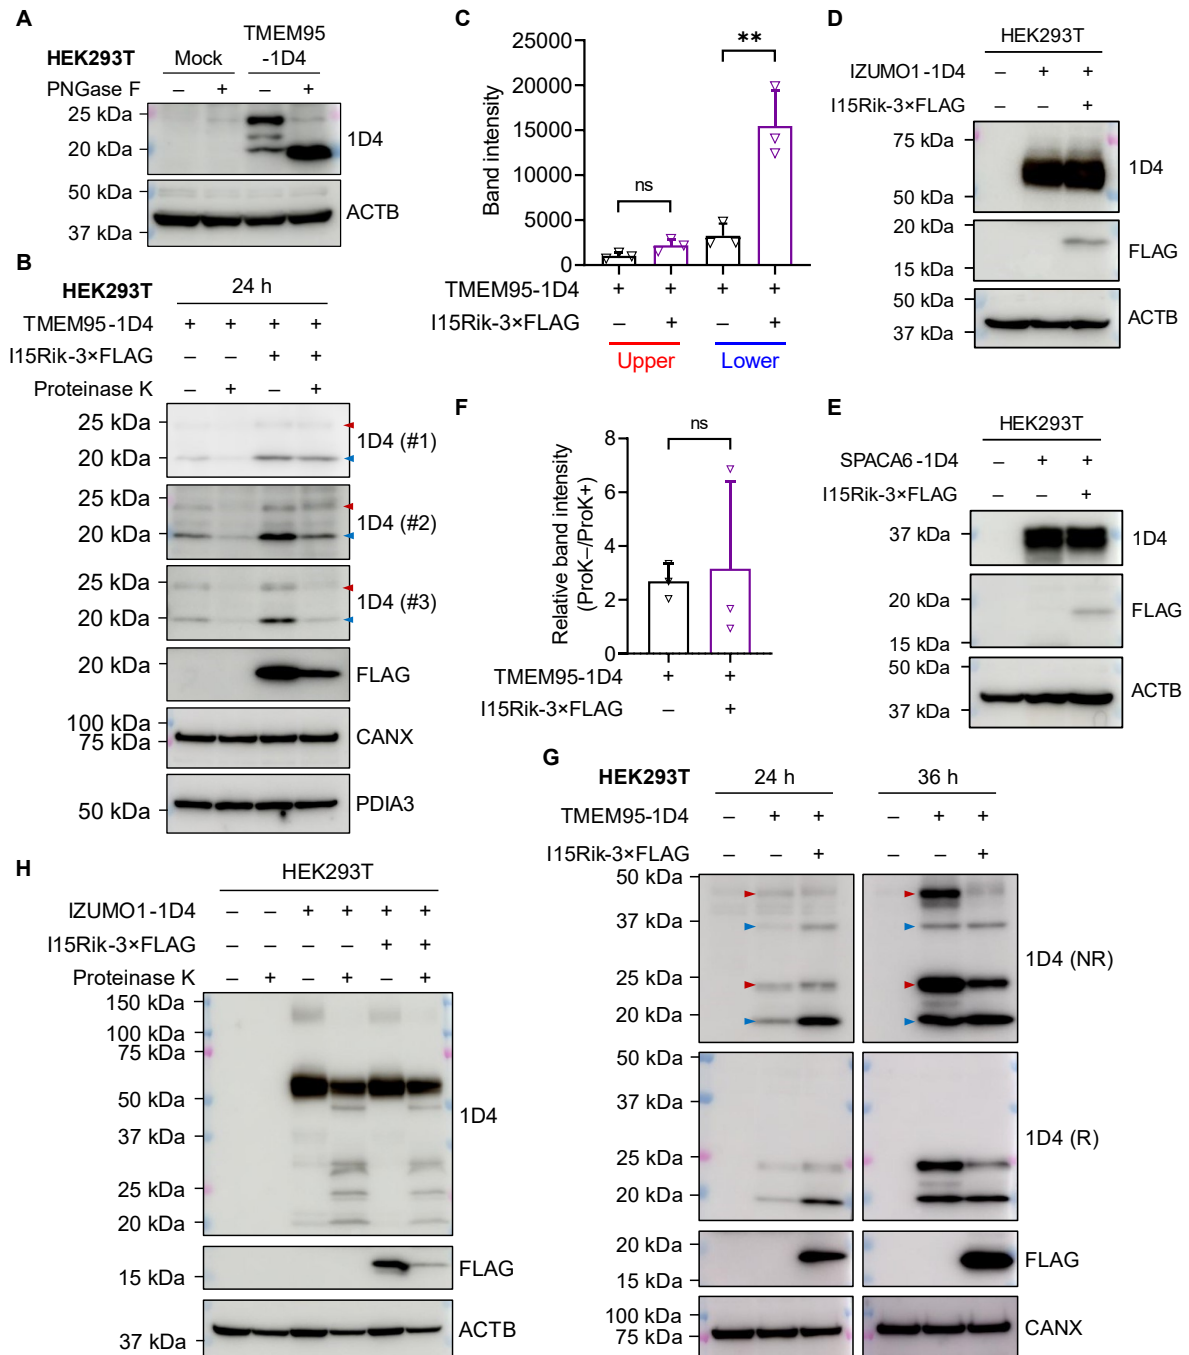 A
HEK293T Mock TMEM95
-1D4
PNGase F – + – +
25 kDa
20 kDa
1D4
50 kDa
37 kDa
ACTB
B
HEK293T 24 h
TMEM95-1D4 + + + +
I15Rik-3×FLAG – – + +
Proteinase K – + – +
25 kDa
20 kDa
1D4 (#1)
25 kDa
20 kDa
1D4 (#2)
25 kDa
20 kDa
1D4 (#3)
20 kDa
FLAG
100 kDa
75 kDa
CANX
50 kDa
PDIA3
C
Band intensity
25000
20000
15000
10000
5000
0
ns
**
TMEM95-1D4 + + + +
I15Rik-3×FLAG – + – +
Upper Lower
D
HEK293T
IZUMO1-1D4 – + +
I15Rik-3×FLAG – – +
75 kDa
50 kDa
1D4
20 kDa
15 kDa
FLAG
50 kDa
37 kDa
ACTB
E
HEK293T
SPACA6-1D4 – + +
I15Rik-3×FLAG – – +
37 kDa
1D4
20 kDa
15 kDa
FLAG
50 kDa
37 kDa
ACTB
F
Relative band intensity
(ProK–/ProK+)
8
6
4
2
0
ns
TMEM95-1D4 + +
I15Rik-3×FLAG – +
G
HEK293T 24 h 36 h
TMEM95-1D4 – + + – + +
I15Rik-3×FLAG – – + – – +
50 kDa
37 kDa
25 kDa
20 kDa
1D4 (NR)
50 kDa
37 kDa
25 kDa
20 kDa
1D4 (R)
20 kDa
15 kDa
FLAG
100 kDa
75 kDa
CANX
H
HEK293T
IZUMO1-1D4 – – + + + +
I15Rik-3×FLAG – – – – + +
Proteinase K – + – + – +
150 kDa
100 kDa
75 kDa
50 kDa
37 kDa
25 kDa
20 kDa
1D4
15 kDa
FLAG
37 kDa
ACTB